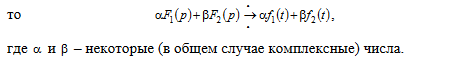 то αF₁(p)+βF₂(p) →̣̇ αf₁(t)+βf₂(t),
где α и β – некоторые (в общем случае комплексные) числа.